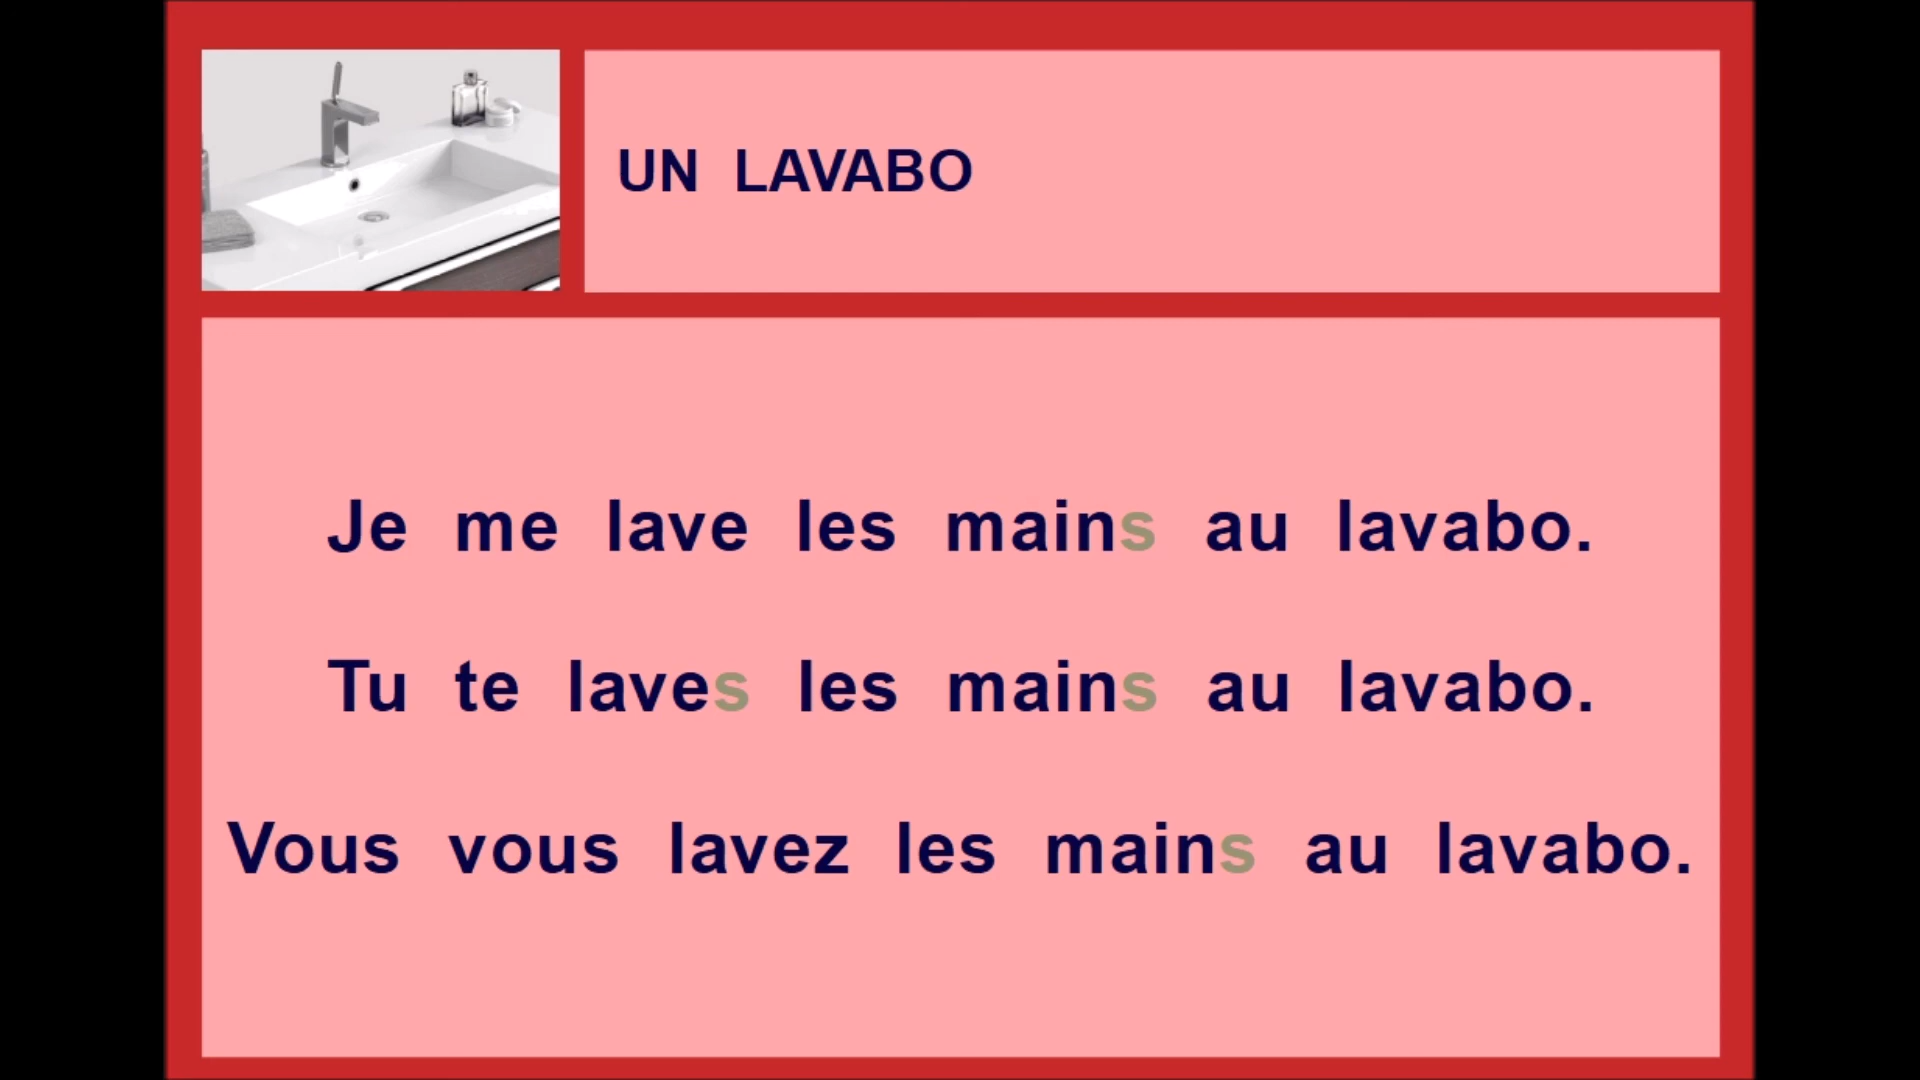 UN LAVABO
Je me lave les mains au lavabo.
Tu te laves les mains au lavabo.
Vous vous lavez les mains au lavabo.